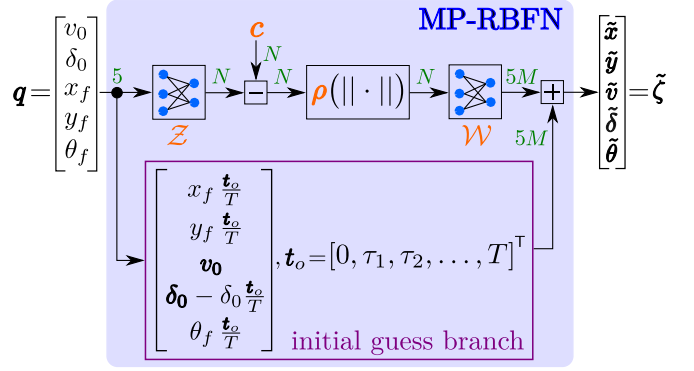 MP-RBFN
q = [v_0 δ_0 x_f y_f θ_f]
5
Z
N
c
N
−
N
ρ(|| · ||)
N
W
5M
+
5M
[x̃ ỹ ṽ δ̃ θ̃] = ζ̃
x_f t_o/T
y_f t_o/T
v_0
δ_0 − δ_0 t_o/T
θ_f t_o/T
, t_o = [0, τ_1, τ_2, . . . , T]^⊤
initial guess branch